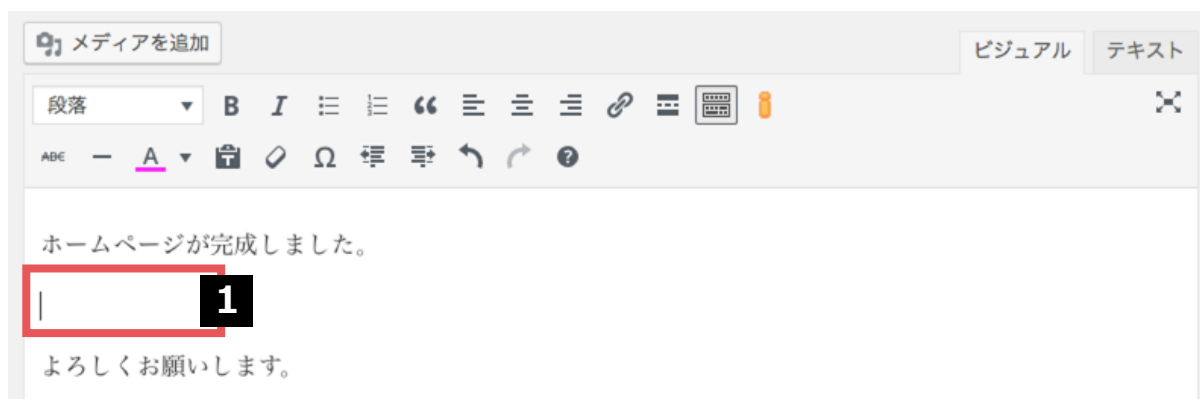 メディアを追加
ビジュアル テキスト
段落 B I
ABE A Ω
ホームページが完成しました。
1
よろしくお願いします。